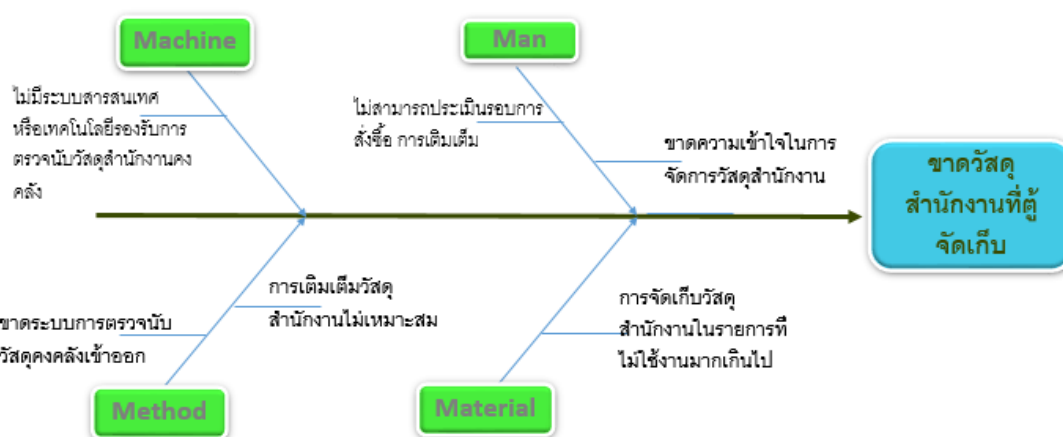 Machine
Man
ไม่มีระบบสารสนเทศ
หรือเทคโนโลยีรองรับการ
ตรวจนับวัสดุสำนักงานคง
คลัง
ไม่สามารถประเมินรอบการ
สั่งซื้อ การเติมเต็ม
ขาดความเข้าใจในการ
จัดการวัสดุสำนักงาน
ขาดวัสดุ
สำนักงานที่ตู้
จัดเก็บ
การเติมเต็มวัสดุ
สำนักงานไม่เหมาะสม
ขาดระบบการตรวจนับ
วัสดุคงคลังเข้าออก
การจัดเก็บวัสดุ
สำนักงานในรายการที่
ไม่ใช้งานมากเกินไป
Method
Material